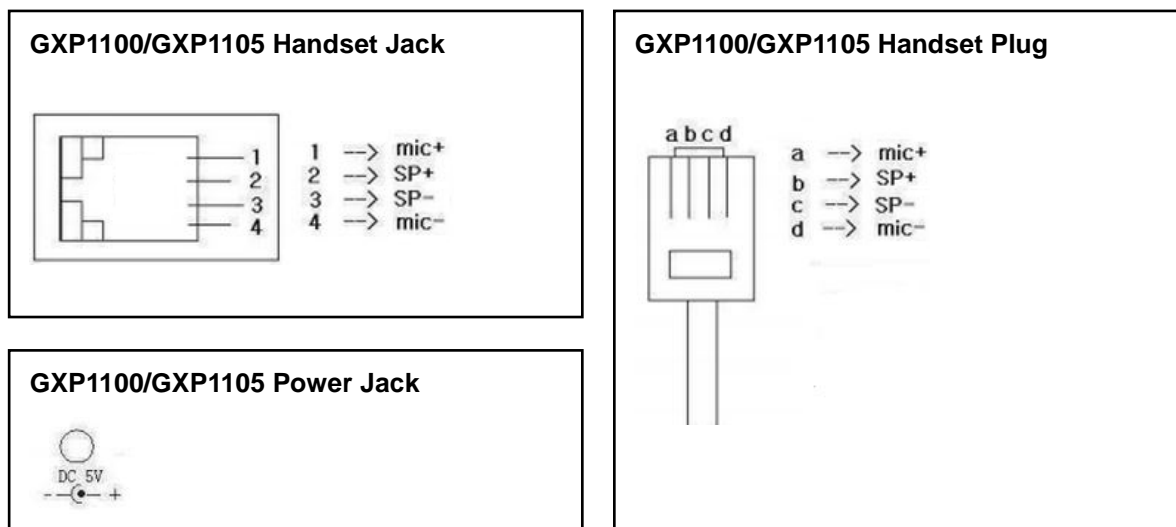 GXP1100/GXP1105 Handset Jack
1
2
3
4
1 --> mic+
2 --> SP+
3 --> SP-
4 --> mic-
GXP1100/GXP1105 Power Jack
DC 5V
- +
GXP1100/GXP1105 Handset Plug
a b c d
a --> mic+
b --> SP+
c --> SP-
d --> mic-